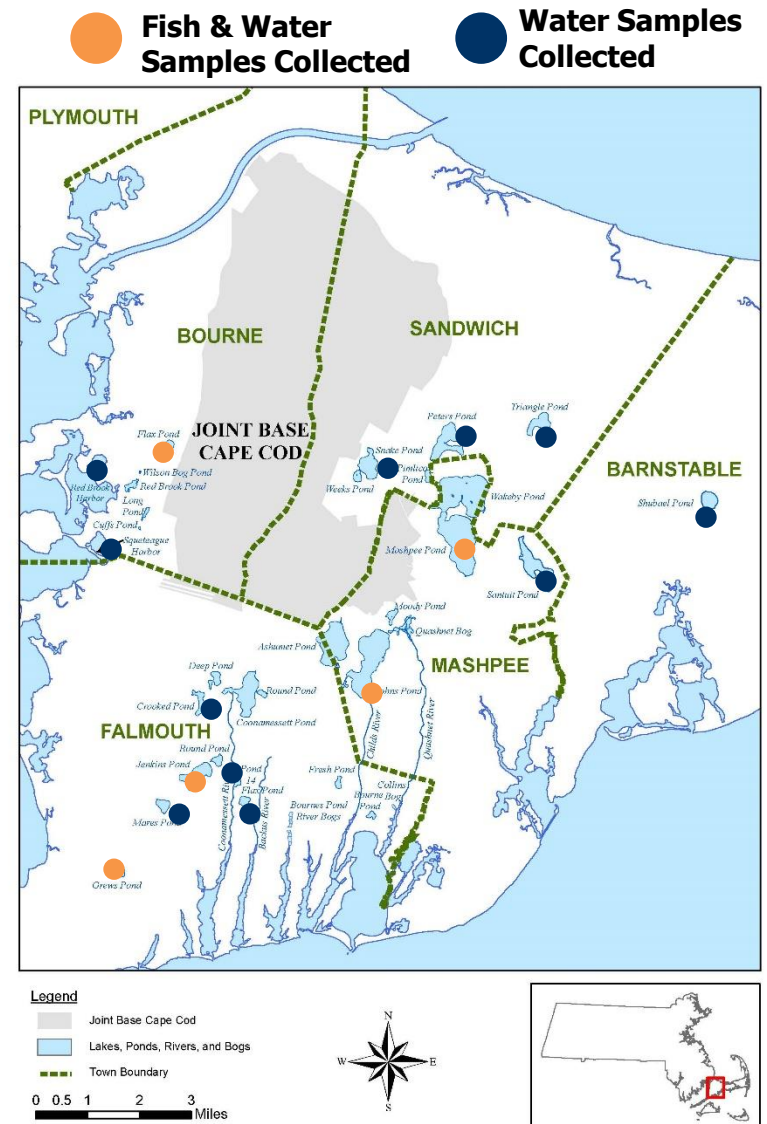 Fish & Water
Samples Collected
Water Samples
Collected
PLYMOUTH
BOURNE
SANDWICH
JOINT BASE
CAPE COD
Flax Pond
Wilson Bog Pond
Red Brook Pond
Red Brook
Harbor
Long
Pond
Cuffs Pond
Squeteague
Harbor
Peters Pond
Triangle Pond
Snake Pond
Pimlico
Pond
Weeks Pond
Wakeby Pond
BARNSTABLE
Shubael Pond
Mashpee Pond
Santuit Pond
Moody Pond
Quashnet Bog
Ashumet Pond
MASHPEE
Deep Pond
Round Pond
Crooked Pond
Coonamessett Pond
Childs River
Quashnet River
FALMOUTH
Round Pond
Jenkins Pond
Pond
14
Flax Pond
Fresh Pond
Collins
Bourne Bog
Pond
Bournes Pond
River Bogs
Mares
Coonamessett
Backus River
Grews Pond
Legend
Joint Base Cape Cod
Lakes, Ponds, Rivers, and Bogs
Town Boundary
0 0.5 1 2 3
Miles
N
W
E
S